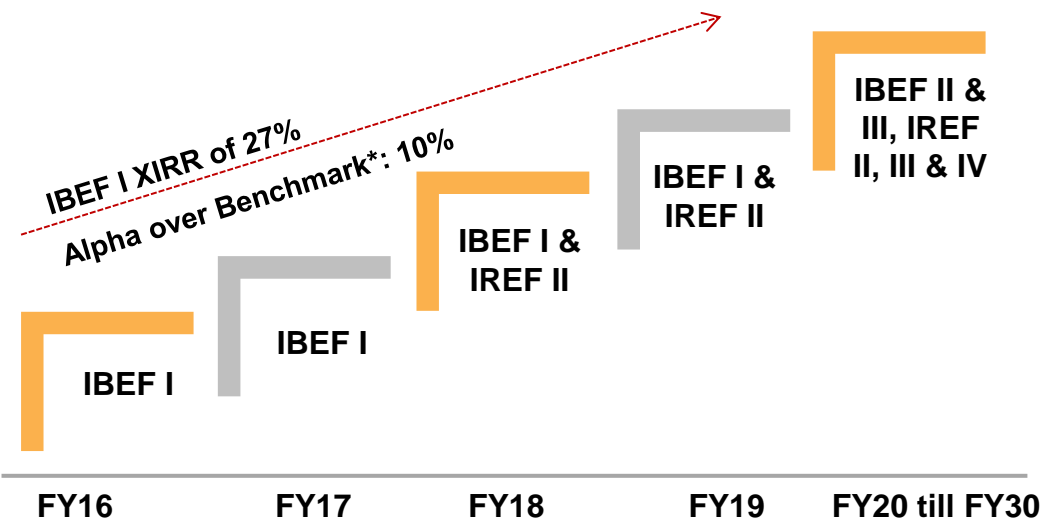 IBEF I XIRR of 27%
Alpha over Benchmark*: 10%
IBEF I
IBEF I
IBEF I &
IREF II
IBEF I &
IREF II
IBEF II &
III, IREF
II, III & IV
FY16
FY17
FY18
FY19
FY20 till FY30